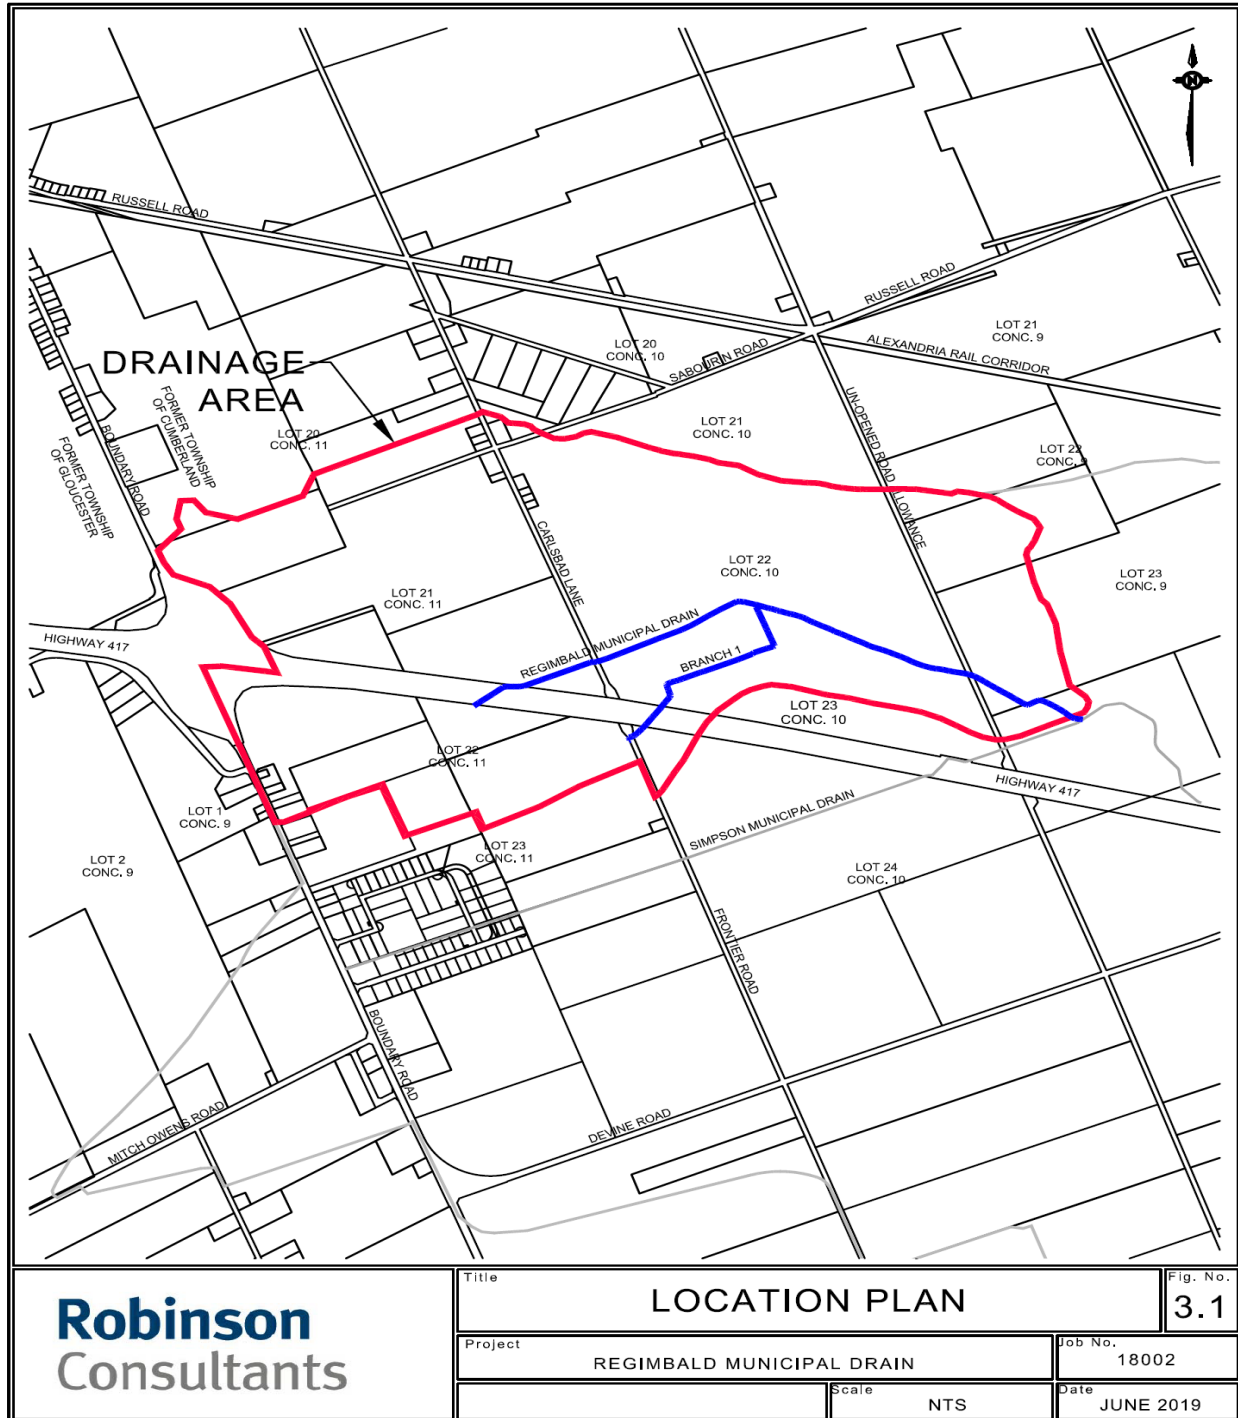 N
RUSSELL ROAD
RUSSELL ROAD
LOT 21
CONC. 9
ALEXANDRIA RAIL CORRIDOR
LOT 20
CONC. 10
SABOURIN ROAD
DRAINAGE
AREA
FORMER TOWNSHIP
OF CUMBERLAND
FORMER TOWNSHIP
OF GLOUCESTER
BOUNDARY ROAD
LOT 20
CONC. 11
LOT 21
CONC. 10
UN-OPENED ROAD ALLOWANCE
LOT 22
CONC. 9
CARLSBAD LANE
LOT 22
CONC. 10
LOT 23
CONC. 9
LOT 21
CONC. 11
HIGHWAY 417
REGIMBALD MUNICIPAL DRAIN
BRANCH 1
LOT 23
CONC. 10
LOT 22
CONC. 11
HIGHWAY 417
LOT 1
CONC. 9
SIMPSON MUNICIPAL DRAIN
LOT 2
CONC. 9
LOT 23
CONC. 11
LOT 24
CONC. 10
FRONTIER ROAD
BOUNDARY ROAD
MITCH OWENS ROAD
DEVINE ROAD
Robinson
Consultants
Title
LOCATION PLAN
Fig. No.
3.1
Project
REGIMBALD MUNICIPAL DRAIN
Job No.
18002
Scale
NTS
Date
JUNE 2019